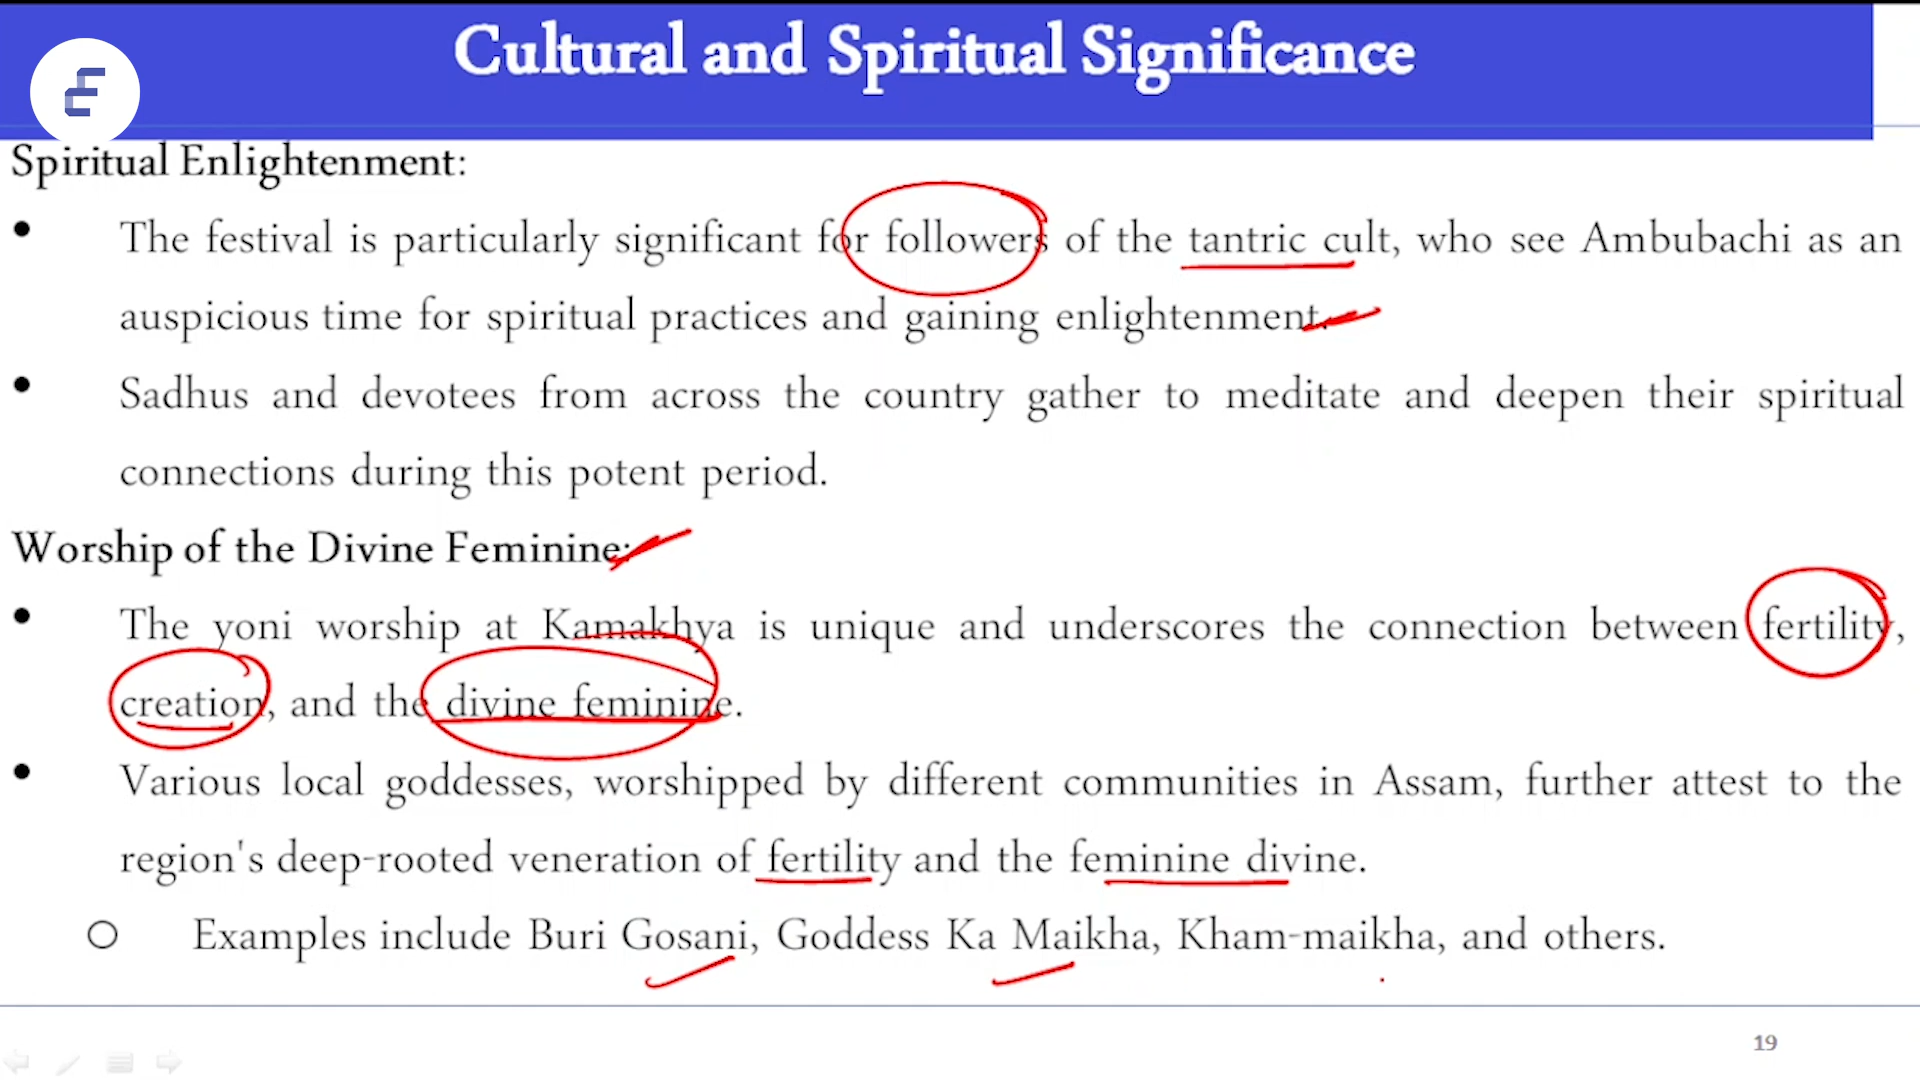 Cultural and Spiritual Significance
Spiritual Enlightenment:
• The festival is particularly significant for followers of the tantric cult, who see Ambubachi as an
auspicious time for spiritual practices and gaining enlightenment.
• Sadhus and devotees from across the country gather to meditate and deepen their spiritual
connections during this potent period.
Worship of the Divine Feminine:
• The yoni worship at Kamakhya is unique and underscores the connection between fertility,
creation, and the divine feminine.
• Various local goddesses, worshipped by different communities in Assam, further attest to the
region's deep-rooted veneration of fertility and the feminine divine.
○ Examples include Buri Gosani, Goddess Ka Maikha, Kham-maikha, and others.
19